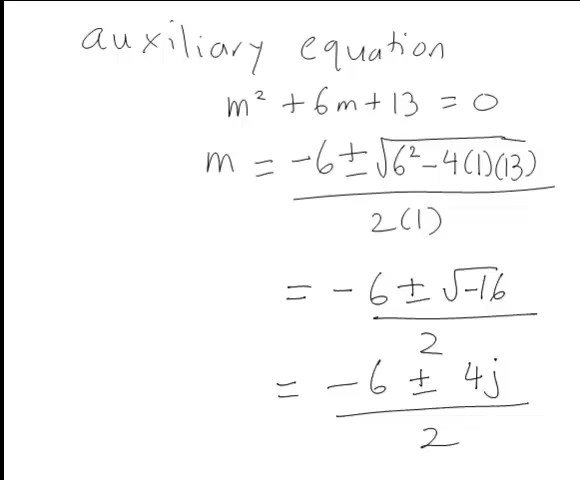 auxiliary equation
m² + 6m + 13 = 0
m = -6 ± √6² - 4(1)(13)
2(1)
= - 6 ± √-16
2
= -6 ± 4j
2